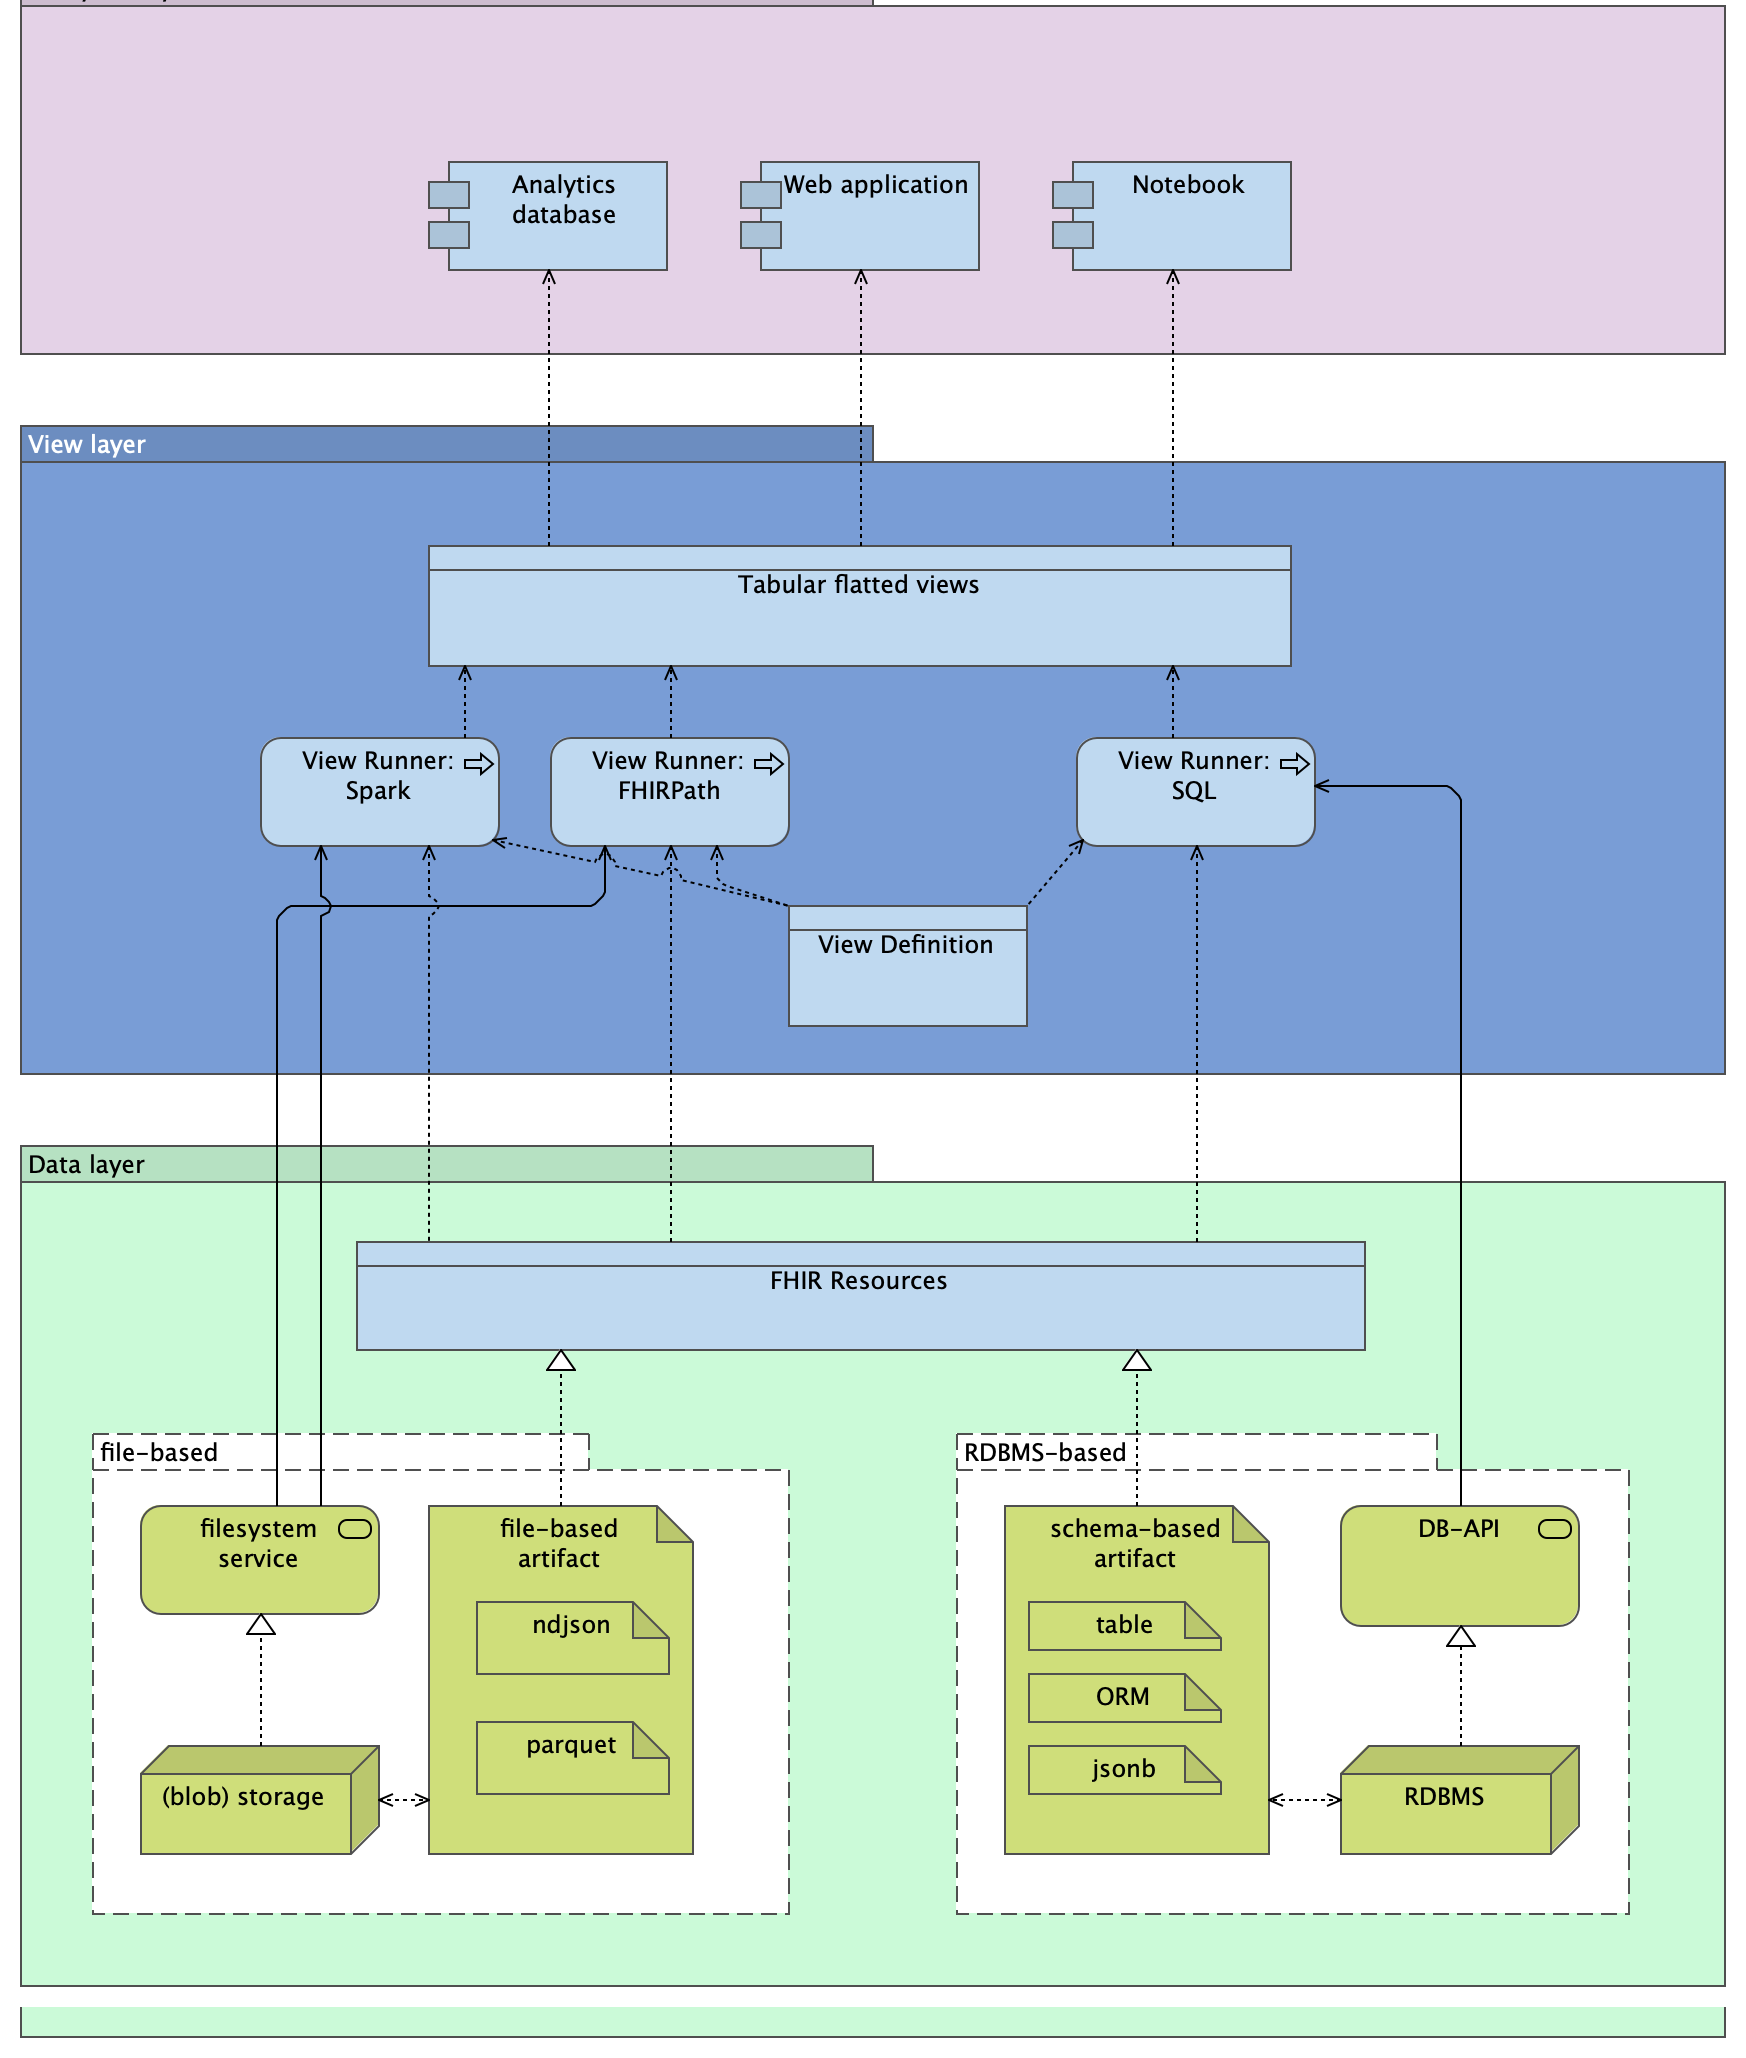 Analytics
database
Web application
Notebook
View layer
Tabular flatted views
View Runner:
Spark
View Runner:
FHIRPath
View Runner:
SQL
View Definition
Data layer
FHIR Resources
file-based
RDBMS-based
filesystem
service
file-based
artifact
schema-based
artifact
DB-API
ndjson
table
ORM
parquet
jsonb
(blob) storage
RDBMS